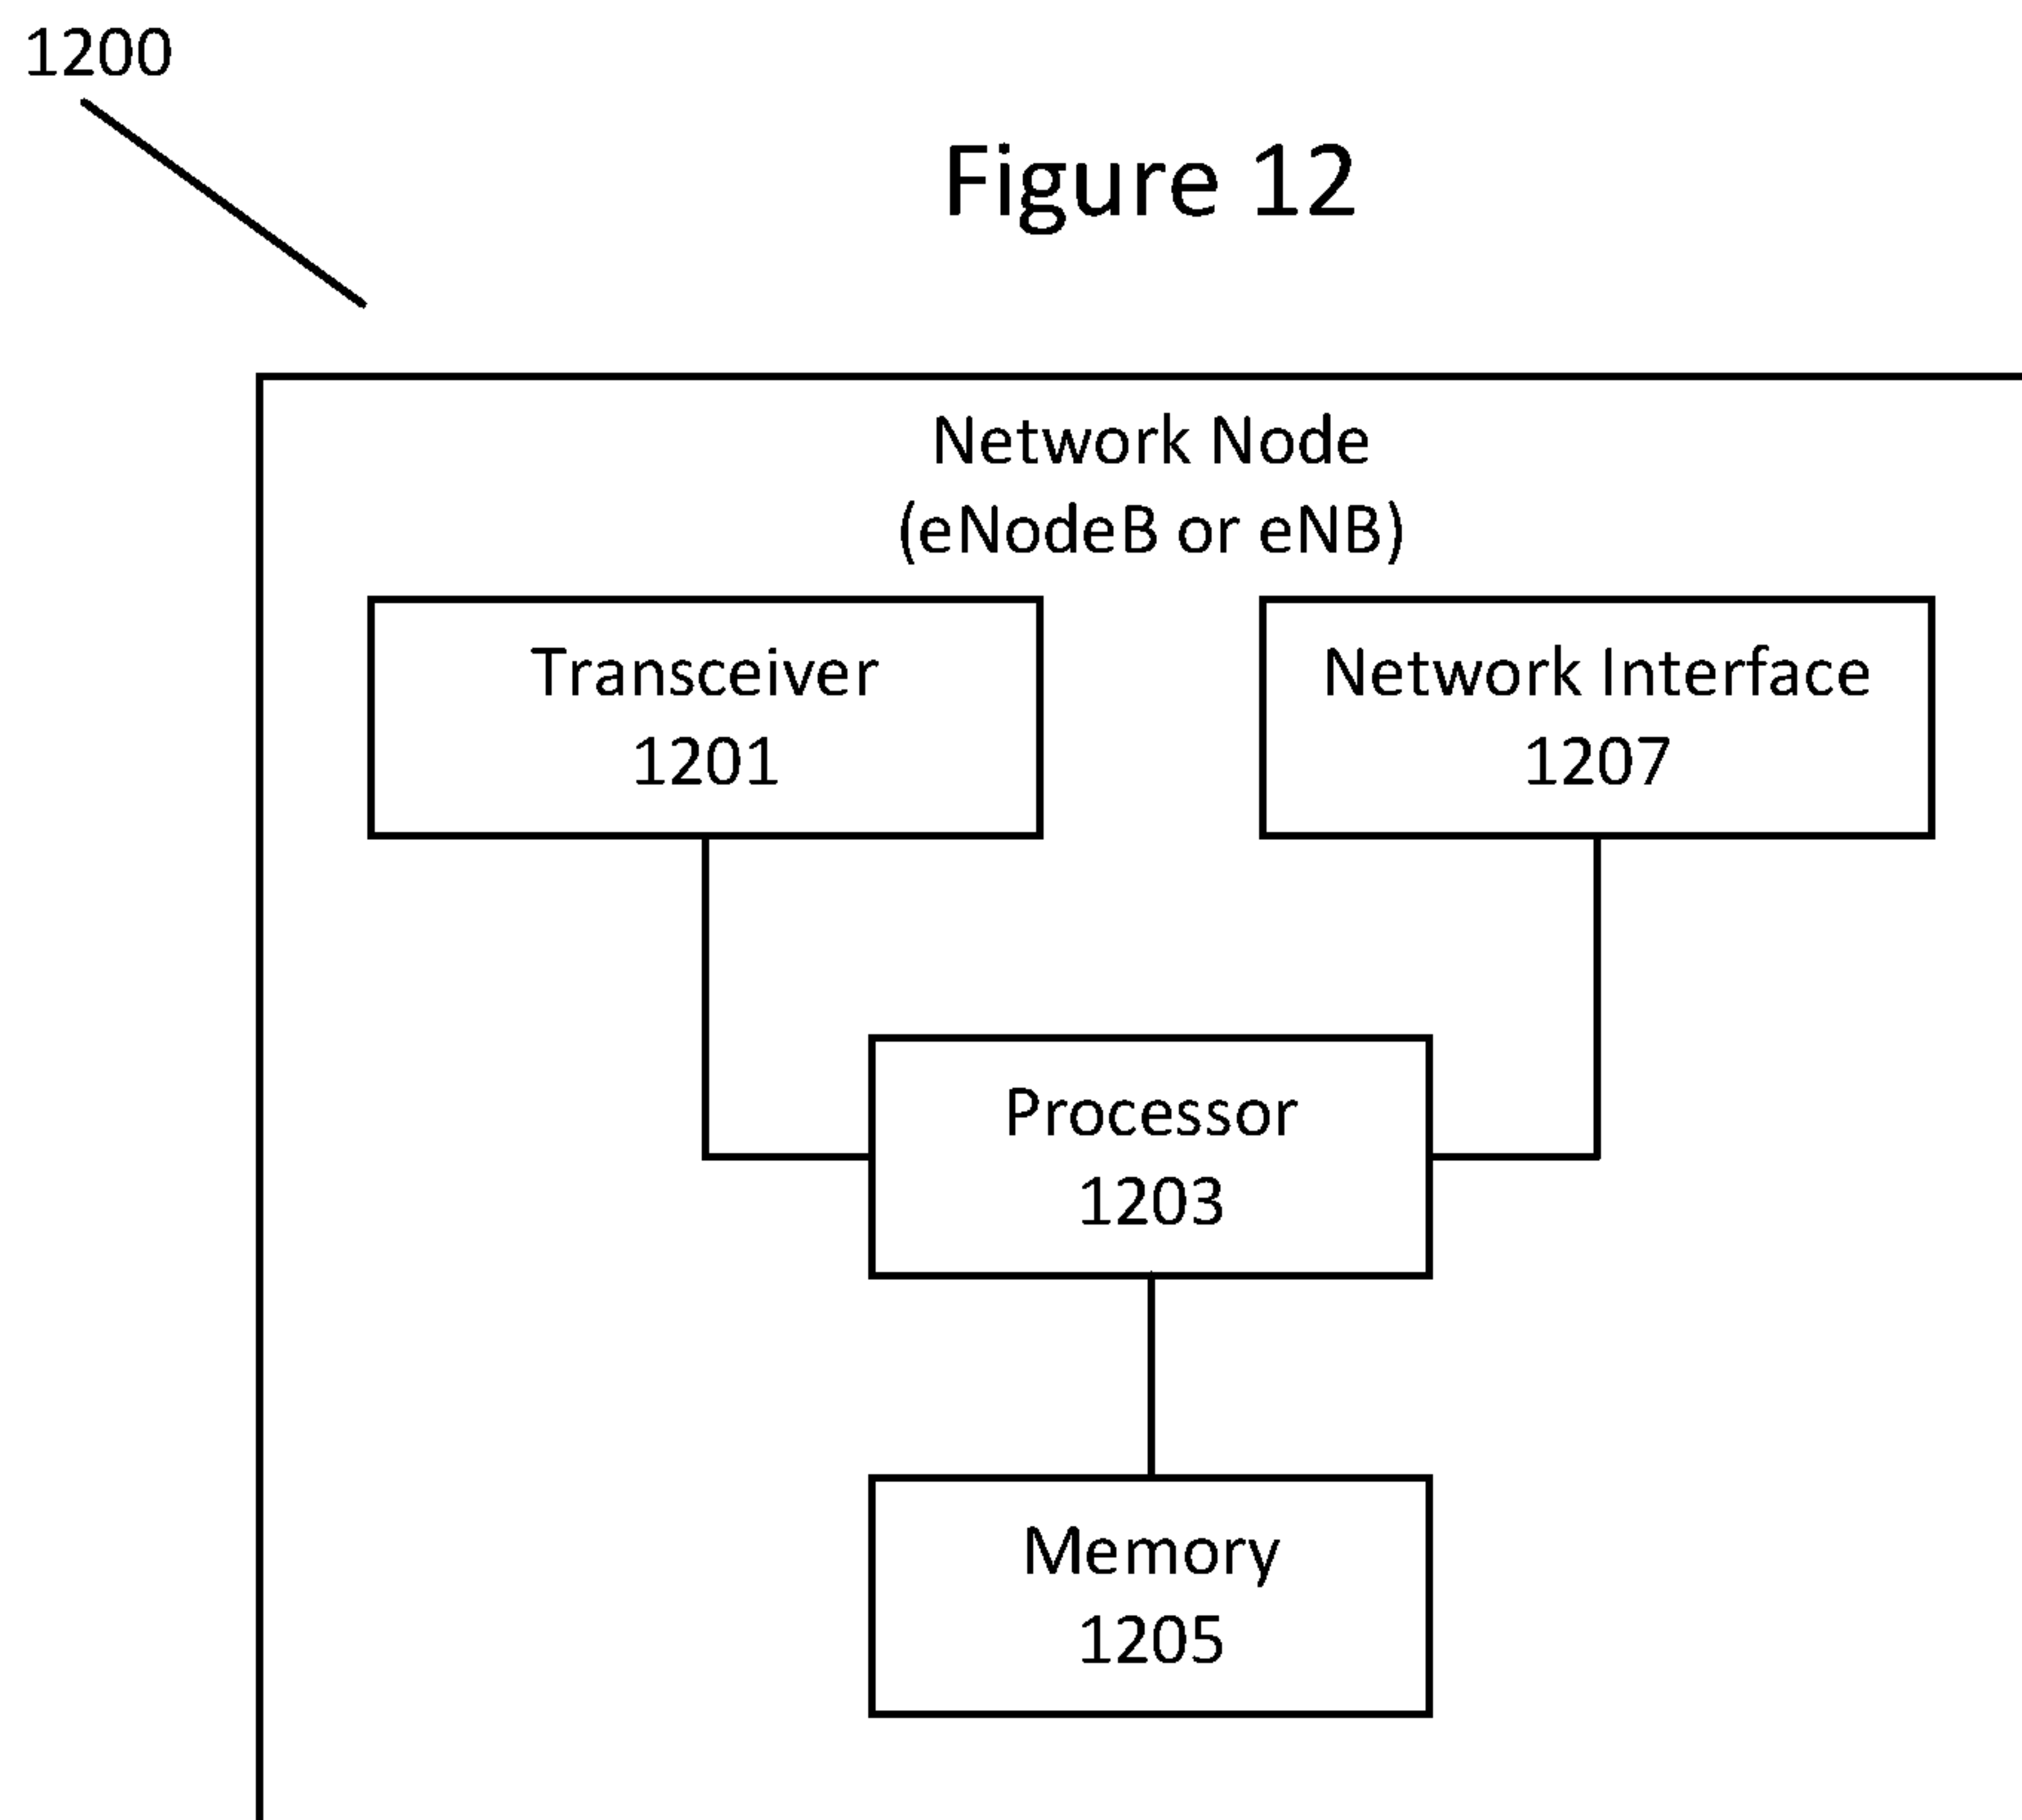 1200
Figure 12
Network Node
(eNodeB or eNB)
Transceiver
1201
Network Interface
1207
Processor
1203
Memory
1205